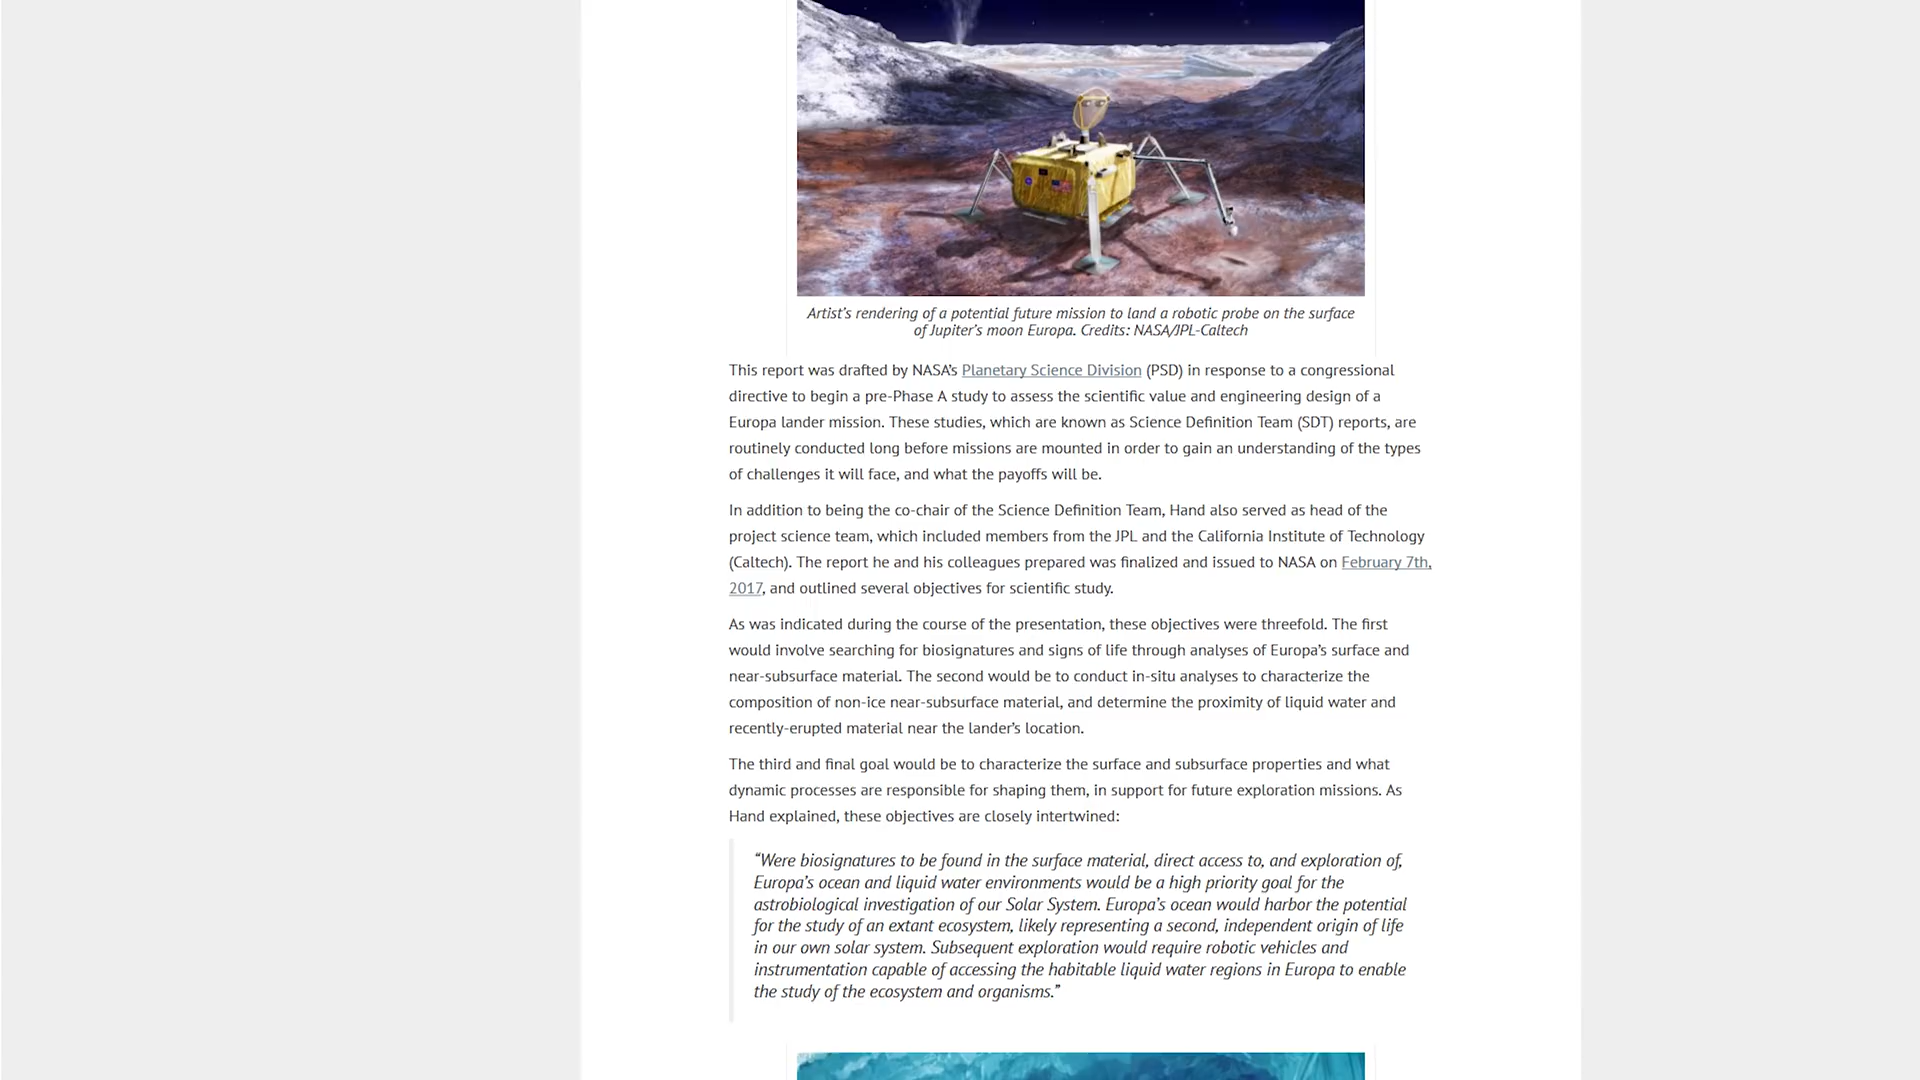 Artist’s rendering of a potential future mission to land a robotic probe on the surface
of Jupiter’s moon Europa. Credits: NASA/JPL-Caltech
This report was drafted by NASA’s Planetary Science Division (PSD) in response to a congressional
directive to begin a pre-Phase A study to assess the scientific value and engineering design of a
Europa lander mission. These studies, which are known as Science Definition Team (SDT) reports, are
routinely conducted long before missions are mounted in order to gain an understanding of the types
of challenges it will face, and what the payoffs will be.
In addition to being the co-chair of the Science Definition Team, Hand also served as head of the
project science team, which included members from the JPL and the California Institute of Technology
(Caltech). The report he and his colleagues prepared was finalized and issued to NASA on February 7th,
2017, and outlined several objectives for scientific study.
As was indicated during the course of the presentation, these objectives were threefold. The first
would involve searching for biosignatures and signs of life through analyses of Europa’s surface and
near-subsurface material. The second would be to conduct in-situ analyses to characterize the
composition of non-ice near-subsurface material, and determine the proximity of liquid water and
recently-erupted material near the lander’s location.
The third and final goal would be to characterize the surface and subsurface properties and what
dynamic processes are responsible for shaping them, in support for future exploration missions. As
Hand explained, these objectives are closely intertwined:
“Were biosignatures to be found in the surface material, direct access to, and exploration of,
Europa’s ocean and liquid water environments would be a high priority goal for the
astrobiological investigation of our Solar System. Europa’s ocean would harbor the potential
for the study of an extant ecosystem, likely representing a second, independent origin of life
in our own solar system. Subsequent exploration would require robotic vehicles and
instrumentation capable of accessing the habitable liquid water regions in Europa to enable
the study of the ecosystem and organisms.”